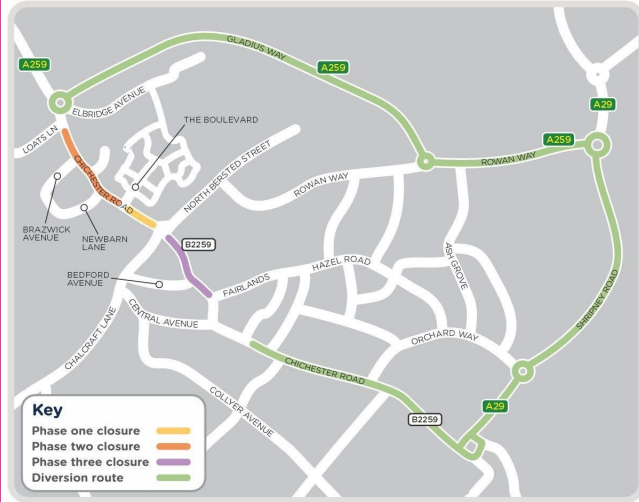 GLADIUS WAY
A259
A259
A29
ELBRIDGE AVENUE
LOATS LN
THE BOULEVARD
A259
ROWAN WAY
CHICHESTER ROAD
NORTH BERSTED STREET
ROWAN WAY
BRAZWICK
AVENUE
NEWBARN
LANE
B2259
BEDFORD
AVENUE
FAIRLANDS
HAZEL ROAD
ASH GROVE
SHRIPNEY ROAD
CENTRAL AVENUE
CHALCRAFT LANE
ORCHARD WAY
CHICHESTER ROAD
COLLYER AVENUE
A29
B2259
Key
Phase one closure
Phase two closure
Phase three closure
Diversion route